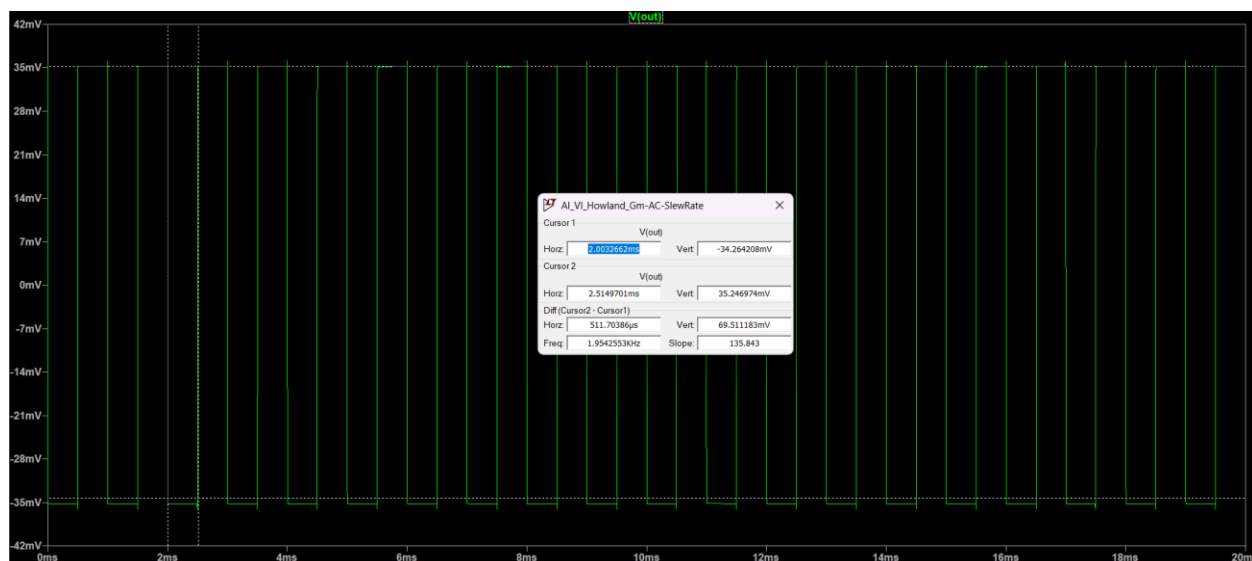 V(out)
42mV
35mV
28mV
21mV
14mV
7mV
0mV
-7mV
-14mV
-21mV
-28mV
-35mV
-42mV
AI_VI_Howland_Gm-AC-SlewRate
Cursor 1
V(out)
Horz: 2.0032662ms Vert: -34.264208mV
Cursor 2
V(out)
Horz: 2.5149701ms Vert: 35.246974mV
Diff (Cursor2 - Cursor1)
Horz: 511.70386µs Vert: 69.511183mV
Freq: 1.9542553KHz Slope: 135.843
0ms 2ms 4ms 6ms 8ms 10ms 12ms 14ms 16ms 18ms 20m